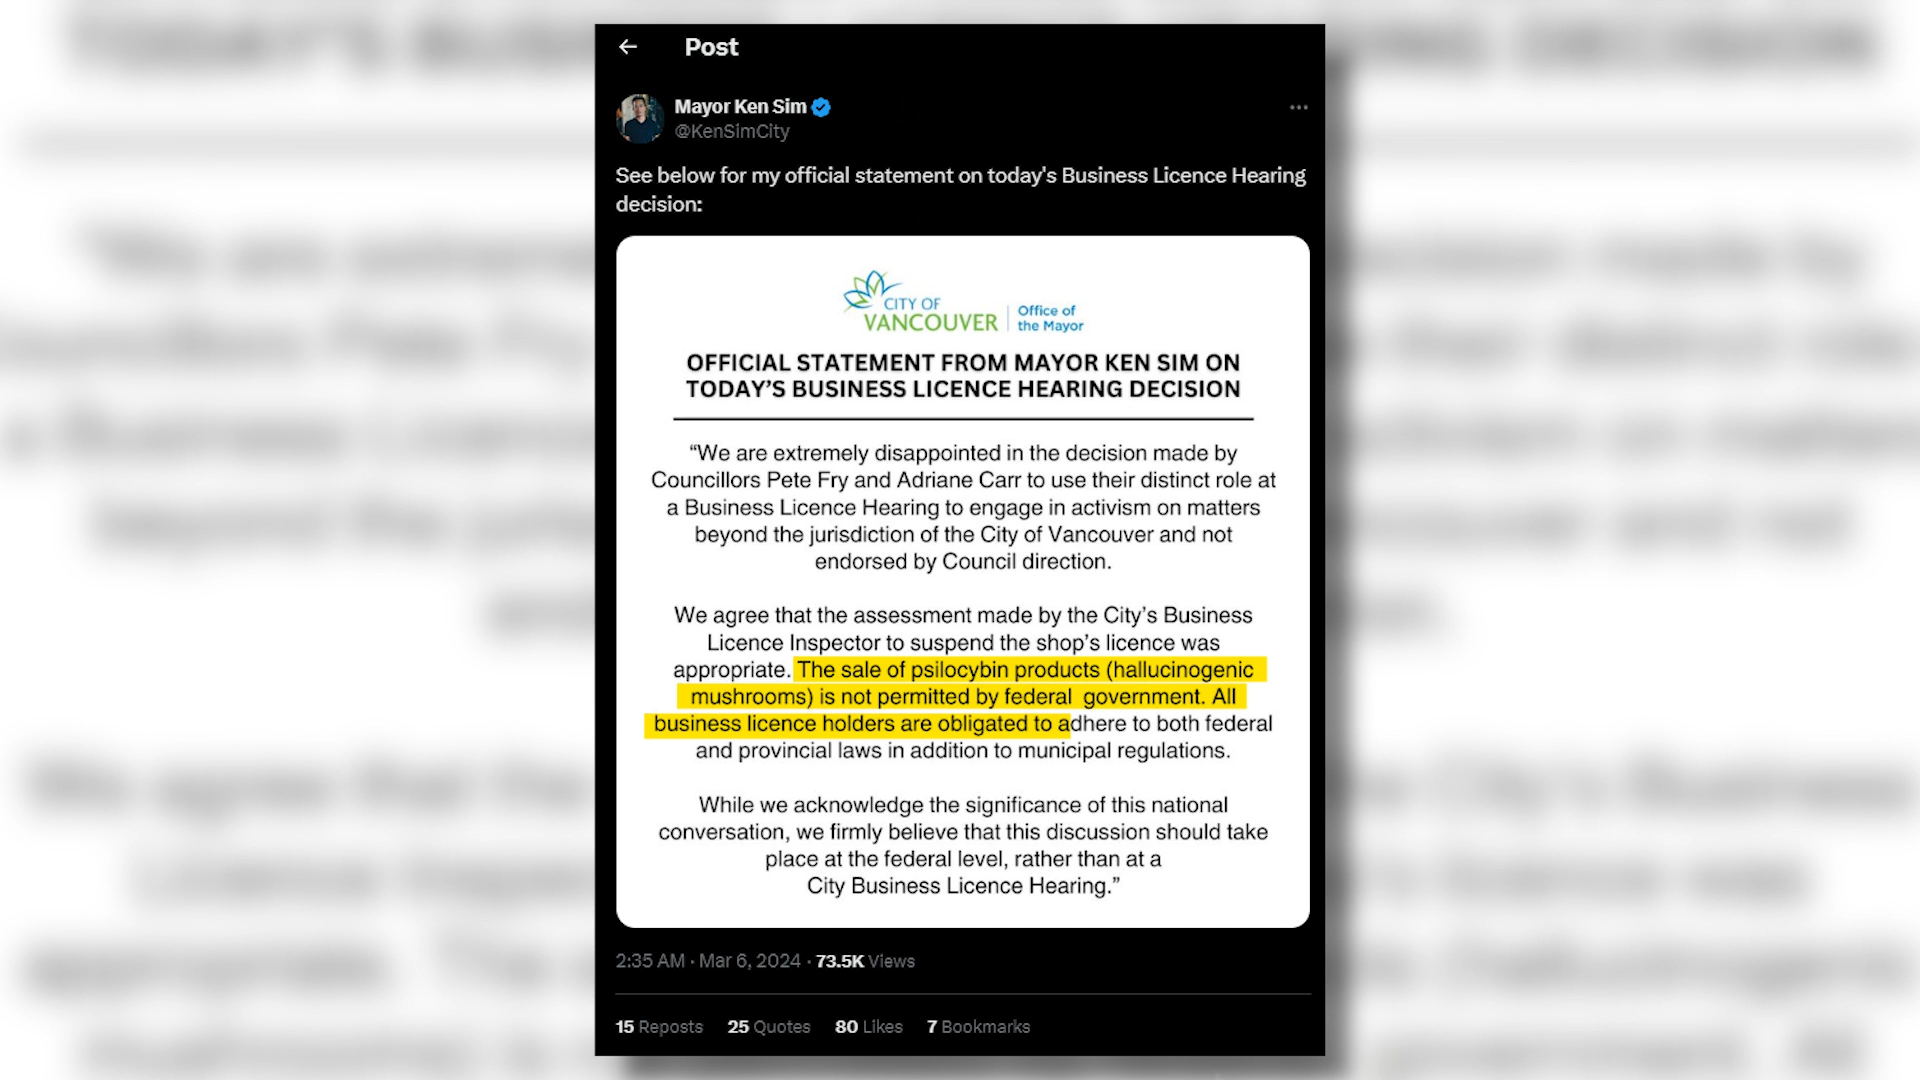 Post
Mayor Ken Sim
@KenSimCity
See below for my official statement on today's Business Licence Hearing
decision:
CITY OF
VANCOUVER
Office of
the Mayor
OFFICIAL STATEMENT FROM MAYOR KEN SIM ON
TODAY’S BUSINESS LICENCE HEARING DECISION
“We are extremely disappointed in the decision made by
Councillors Pete Fry and Adriane Carr to use their distinct role at
a Business Licence Hearing to engage in activism on matters
beyond the jurisdiction of the City of Vancouver and not
endorsed by Council direction.
We agree that the assessment made by the City’s Business
Licence Inspector to suspend the shop’s licence was
appropriate. The sale of psilocybin products (hallucinogenic
mushrooms) is not permitted by federal government. All
business licence holders are obligated to adhere to both federal
and provincial laws in addition to municipal regulations.
While we acknowledge the significance of this national
conversation, we firmly believe that this discussion should take
place at the federal level, rather than at a
City Business Licence Hearing.”
2:35 AM · Mar 6, 2024 · 73.5K Views
15 Reposts 25 Quotes 80 Likes 7 Bookmarks